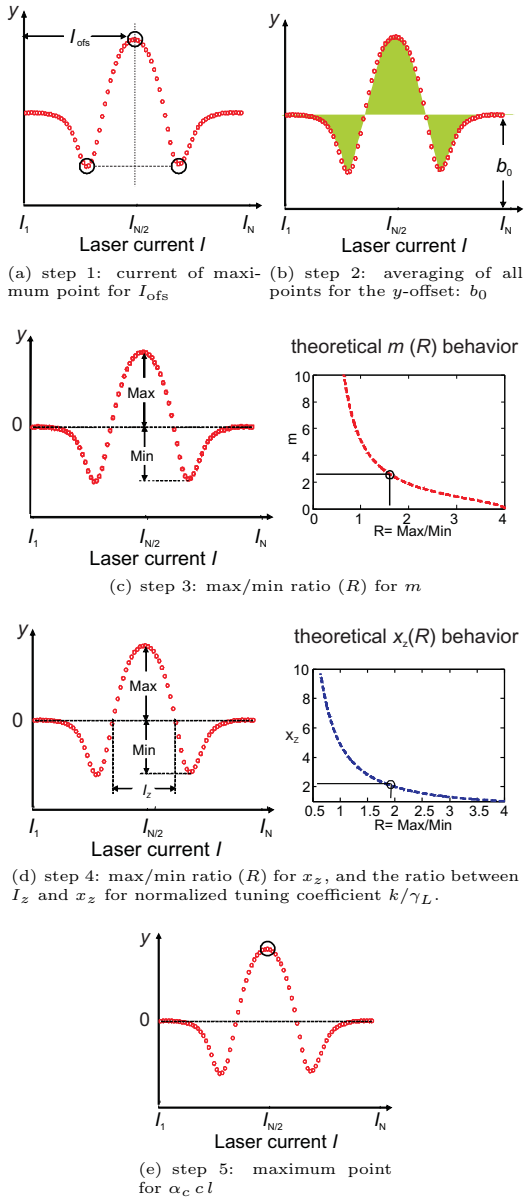 y
I_ofs
I_1 I_N/2 I_N
Laser current I
(a) step 1: current of maxi-
mum point for I_ofs
y
b_0
I_1 I_N/2 I_N
Laser current I
(b) step 2: averaging of all
points for the y-offset: b_0
y
0
Max
Min
I_1 I_N/2 I_N
Laser current I
theoretical m (R) behavior
10
8
6
4
2
0
m
0 1 2 3 4
R= Max/Min
(c) step 3: max/min ratio (R) for m
y
0
Max
Min
I_z
I_1 I_N/2 I_N
Laser current I
theoretical x_z(R) behavior
10
8
6
4
2
x_z
0.5 1 1.5 2 2.5 3 3.5 4
R= Max/Min
(d) step 4: max/min ratio (R) for x_z, and the ratio between
I_z and x_z for normalized tuning coefficient k/γ_L.
y
0
I_1 I_N/2 I_N
Laser current I
(e) step 5: maximum point
for α_c c l